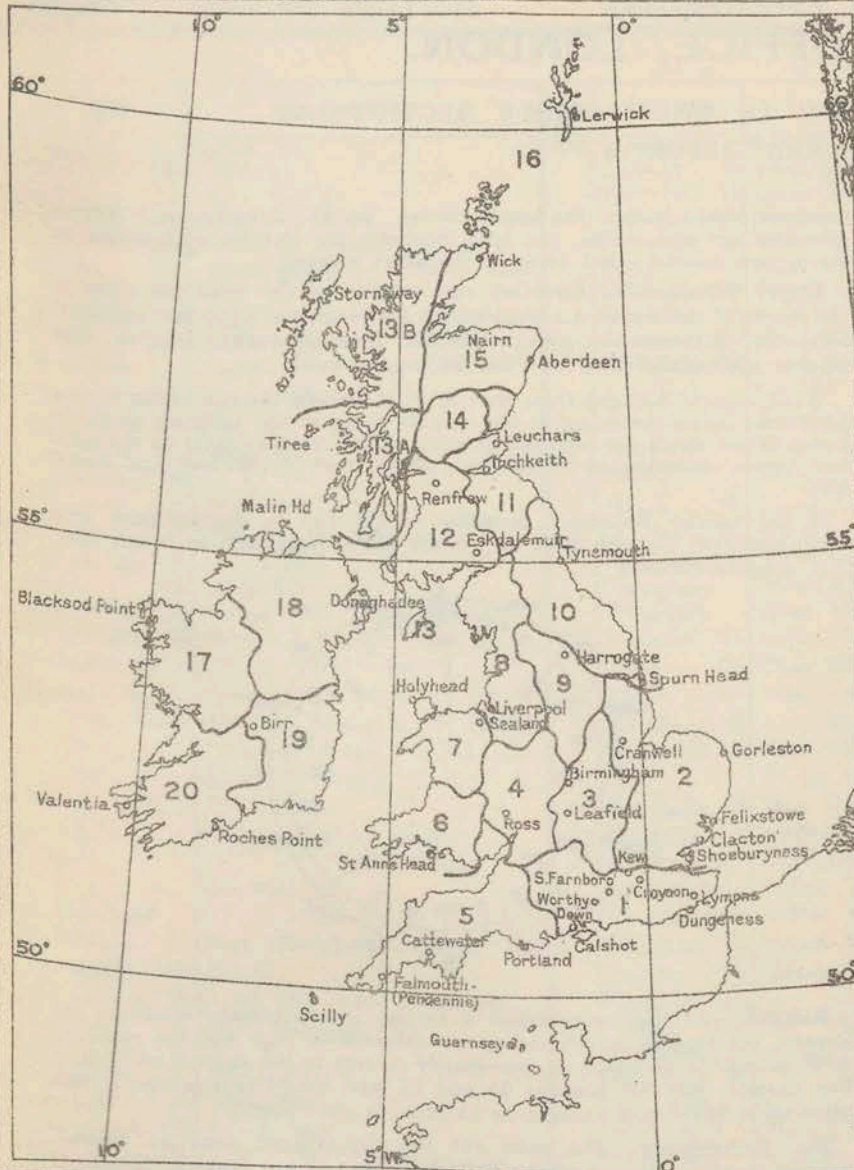 10°
5°
0°
60°
60
Lerwick
16
Wick
Stornoway
13 B
Nairn
15
Aberdeen
14
Tiree
13 A
Leuchars
Inchkeith
Renfrew
11
Malin Hd
55°
12
Eskdalemuir
Tynemouth
55°
Blacksod Point
18
Donaghadee
13
10
17
8
Harrogate
9
Spurn Head
Holyhead
Liverpool
Sealand
Birr
19
7
Cranwell
Gorleston
Birmingham
2
20
4
3
Valentia
Leafield
Felixstowe
6
Ross
Clacton
Roches Point
Shoeburyness
St Anns Head
Kew
S. Farnboro
Croydon
Lympne
Worthy
Down
1
5
Dungeness
Cattewater
Calshot
50°
Portland
50
Falmouth
(Pendennis)
Scilly
Guernsey
10°
5° W.
0°